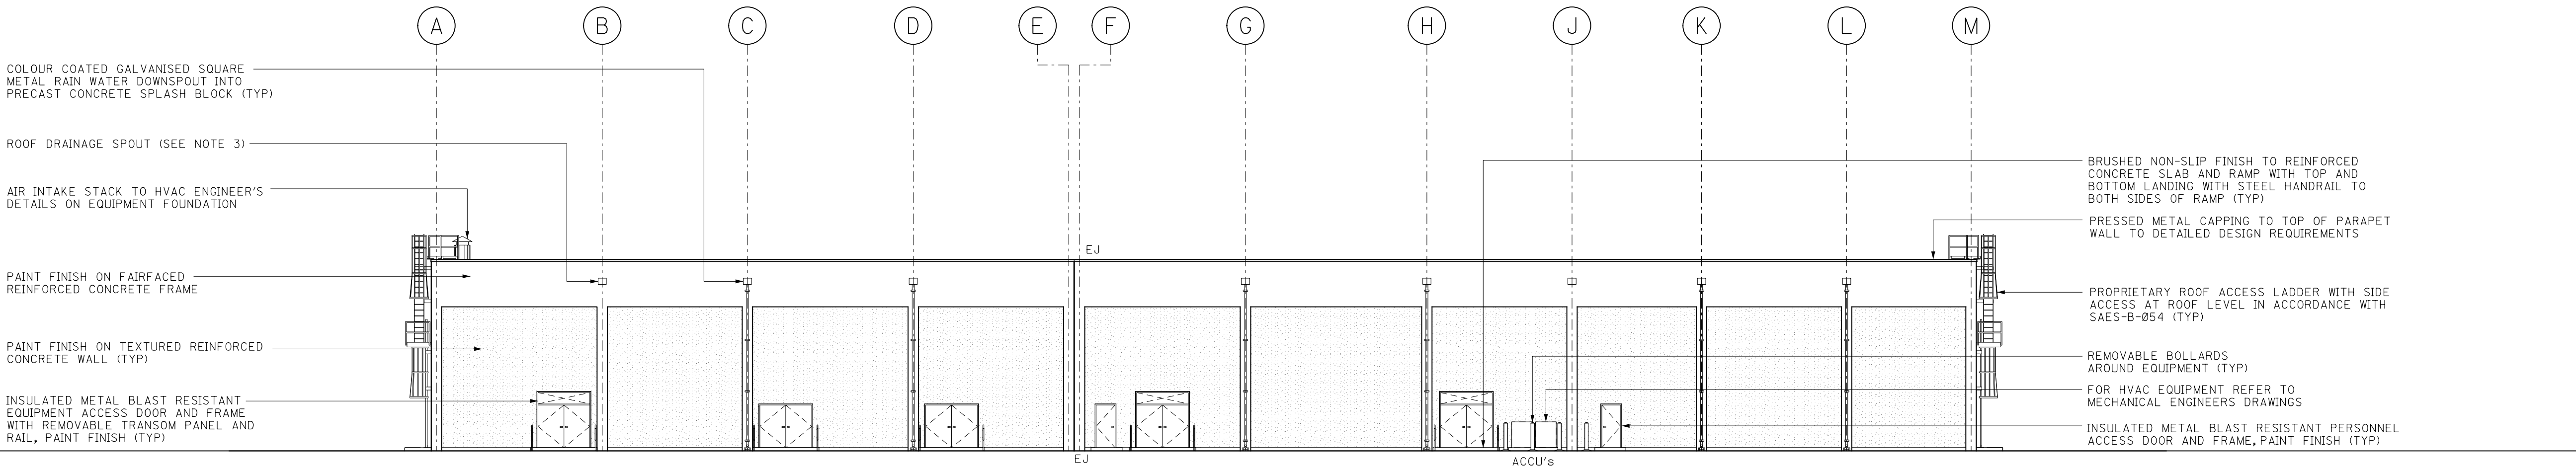 A B C D E F G H J K L M
COLOUR COATED GALVANISED SQUARE
METAL RAIN WATER DOWNSPOUT INTO
PRECAST CONCRETE SPLASH BLOCK (TYP)
ROOF DRAINAGE SPOUT (SEE NOTE 3)
AIR INTAKE STACK TO HVAC ENGINEER'S
DETAILS ON EQUIPMENT FOUNDATION
PAINT FINISH ON FAIRFACED
REINFORCED CONCRETE FRAME
PAINT FINISH ON TEXTURED REINFORCED
CONCRETE WALL (TYP)
INSULATED METAL BLAST RESISTANT
EQUIPMENT ACCESS DOOR AND FRAME
WITH REMOVABLE TRANSOM PANEL AND
RAIL, PAINT FINISH (TYP)
EJ
EJ
ACCU's
BRUSHED NON-SLIP FINISH TO REINFORCED
CONCRETE SLAB AND RAMP WITH TOP AND
BOTTOM LANDING WITH STEEL HANDRAIL TO
BOTH SIDES OF RAMP (TYP)
PRESSED METAL CAPPING TO TOP OF PARAPET
WALL TO DETAILED DESIGN REQUIREMENTS
PROPRIETARY ROOF ACCESS LADDER WITH SIDE
ACCESS AT ROOF LEVEL IN ACCORDANCE WITH
SAES-B-Ø54 (TYP)
REMOVABLE BOLLARDS
AROUND EQUIPMENT (TYP)
FOR HVAC EQUIPMENT REFER TO
MECHANICAL ENGINEERS DRAWINGS
INSULATED METAL BLAST RESISTANT PERSONNEL
ACCESS DOOR AND FRAME, PAINT FINISH (TYP)